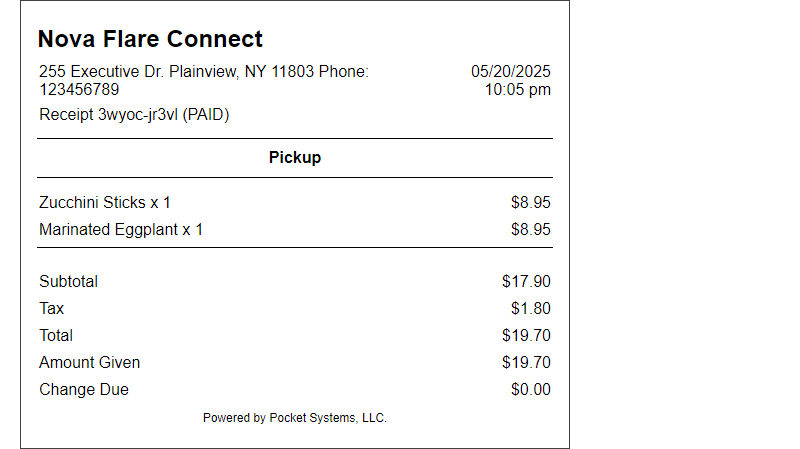 Nova Flare Connect
255 Executive Dr. Plainview, NY 11803 Phone: 05/20/2025
123456789 10:05 pm
Receipt 3wyoc-jr3vl (PAID)
Pickup
Zucchini Sticks x 1 $8.95
Marinated Eggplant x 1 $8.95
Subtotal $17.90
Tax $1.80
Total $19.70
Amount Given $19.70
Change Due $0.00
Powered by Pocket Systems, LLC.